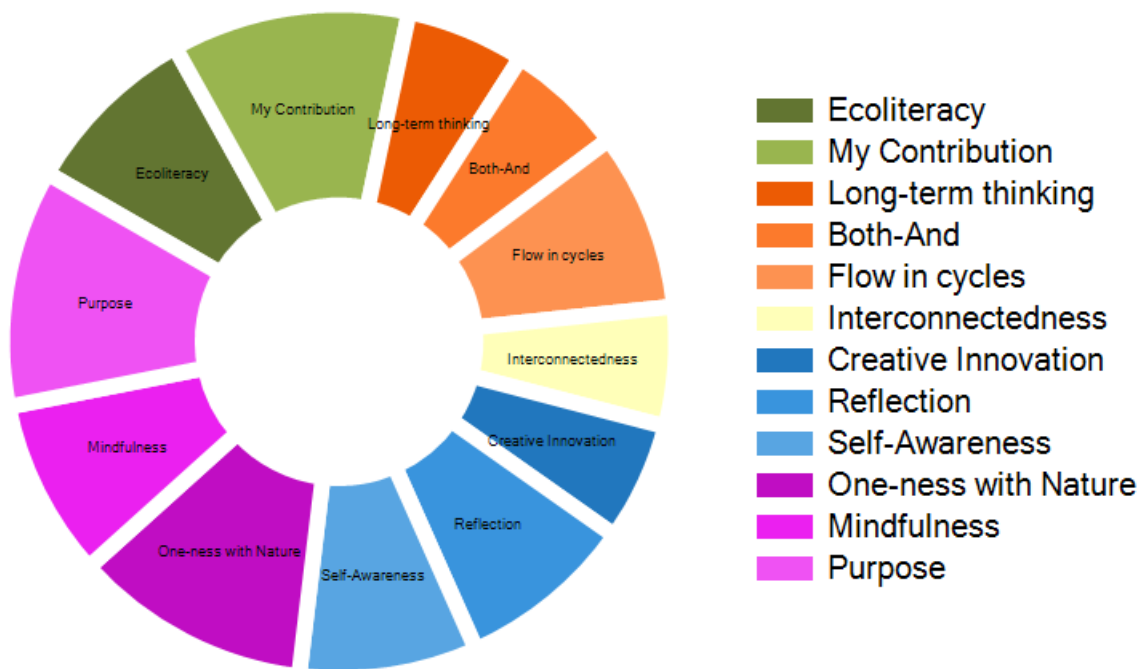 My Contribution
Long-term thinking
Both-And
Ecoliteracy
Flow in cycles
Purpose
Interconnectedness
Mindfulness
Creative Innovation
Reflection
One-ness with Nature
Self-Awareness
Ecoliteracy
My Contribution
Long-term thinking
Both-And
Flow in cycles
Interconnectedness
Creative Innovation
Reflection
Self-Awareness
One-ness with Nature
Mindfulness
Purpose